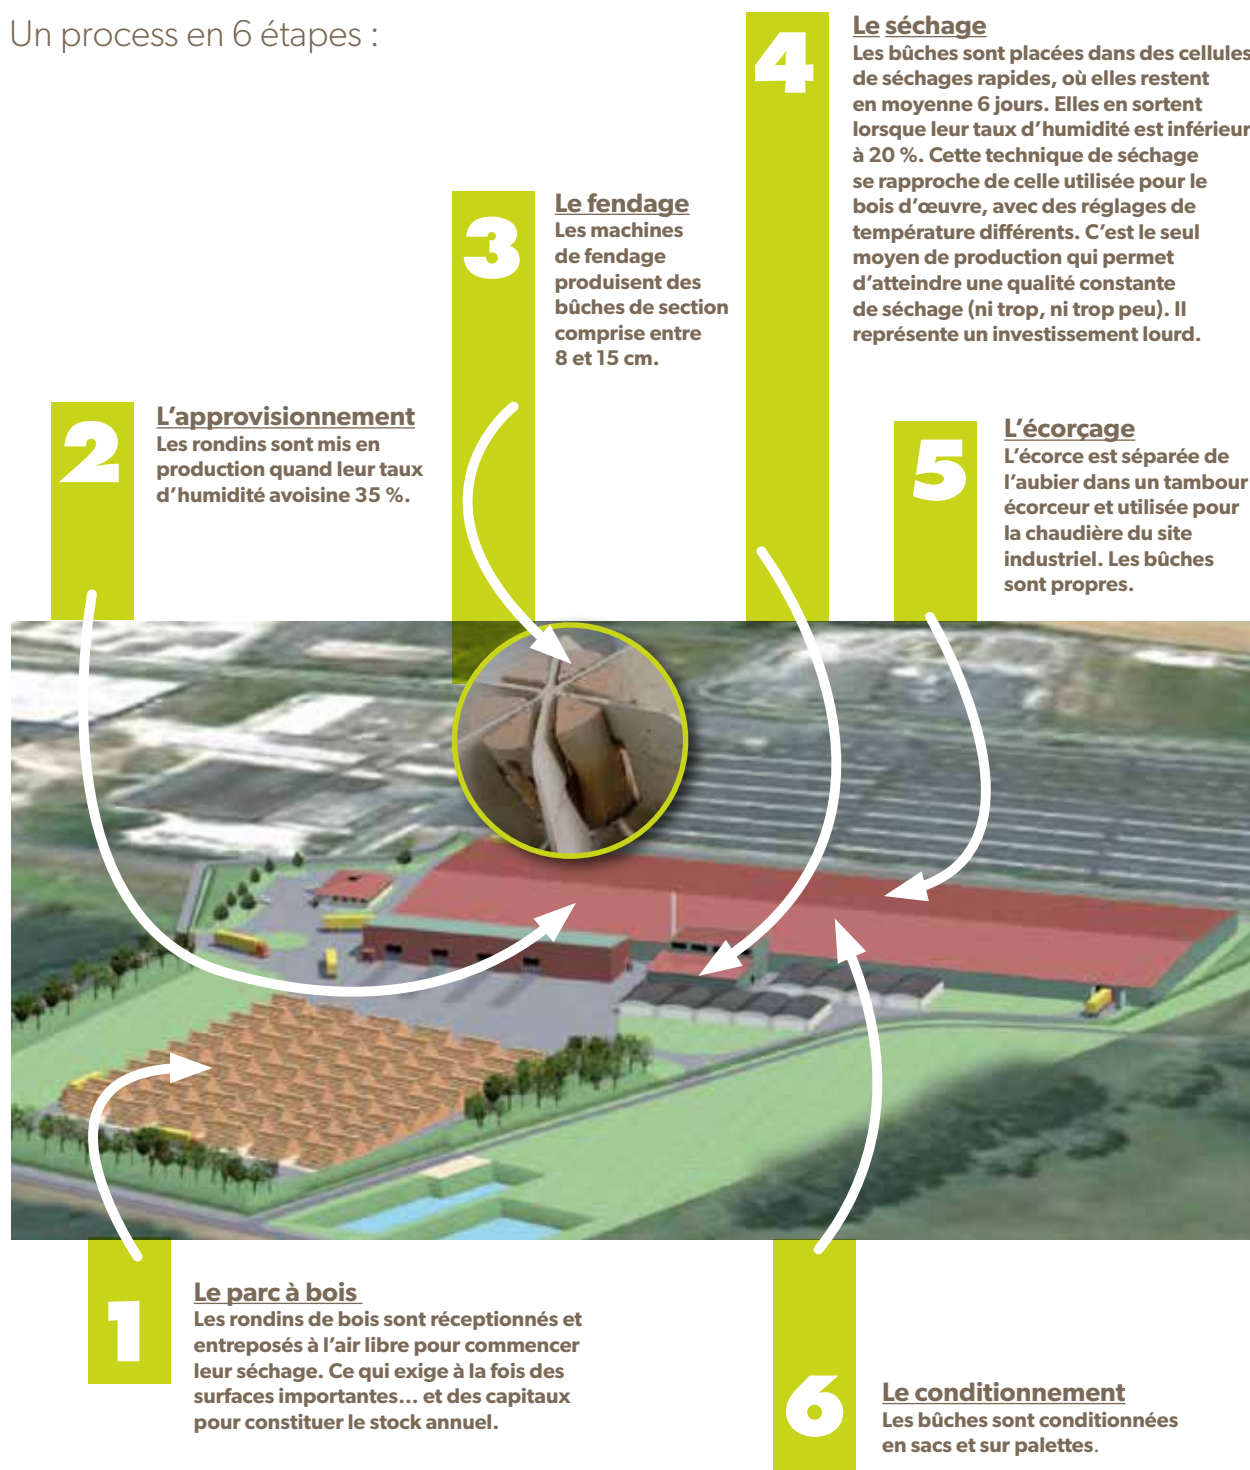 Un process en 6 étapes :
1
Le parc à bois
Les rondins de bois sont réceptionnés et
entreposés à l’air libre pour commencer
leur séchage. Ce qui exige à la fois des
surfaces importantes… et des capitaux
pour constituer le stock annuel.
2
L’approvisionnement
Les rondins sont mis en
production quand leur taux
d’humidité avoisine 35 %.
3
Le fendage
Les machines
de fendage
produisent des
bûches de section
comprise entre
8 et 15 cm.
4
Le séchage
Les bûches sont placées dans des cellules
de séchages rapides, où elles restent
en moyenne 6 jours. Elles en sortent
lorsque leur taux d’humidité est inférieur
à 20 %. Cette technique de séchage
se rapproche de celle utilisée pour le
bois d’œuvre, avec des réglages de
température différents. C’est le seul
moyen de production qui permet
d’atteindre une qualité constante
de séchage (ni trop, ni trop peu). Il
représente un investissement lourd.
5
L’écorçage
L’écorce est séparée de
l’aubier dans un tambour
écorceur et utilisée pour
la chaudière du site
industriel. Les bûches
sont propres.
6
Le conditionnement
Les bûches sont conditionnées
en sacs et sur palettes.